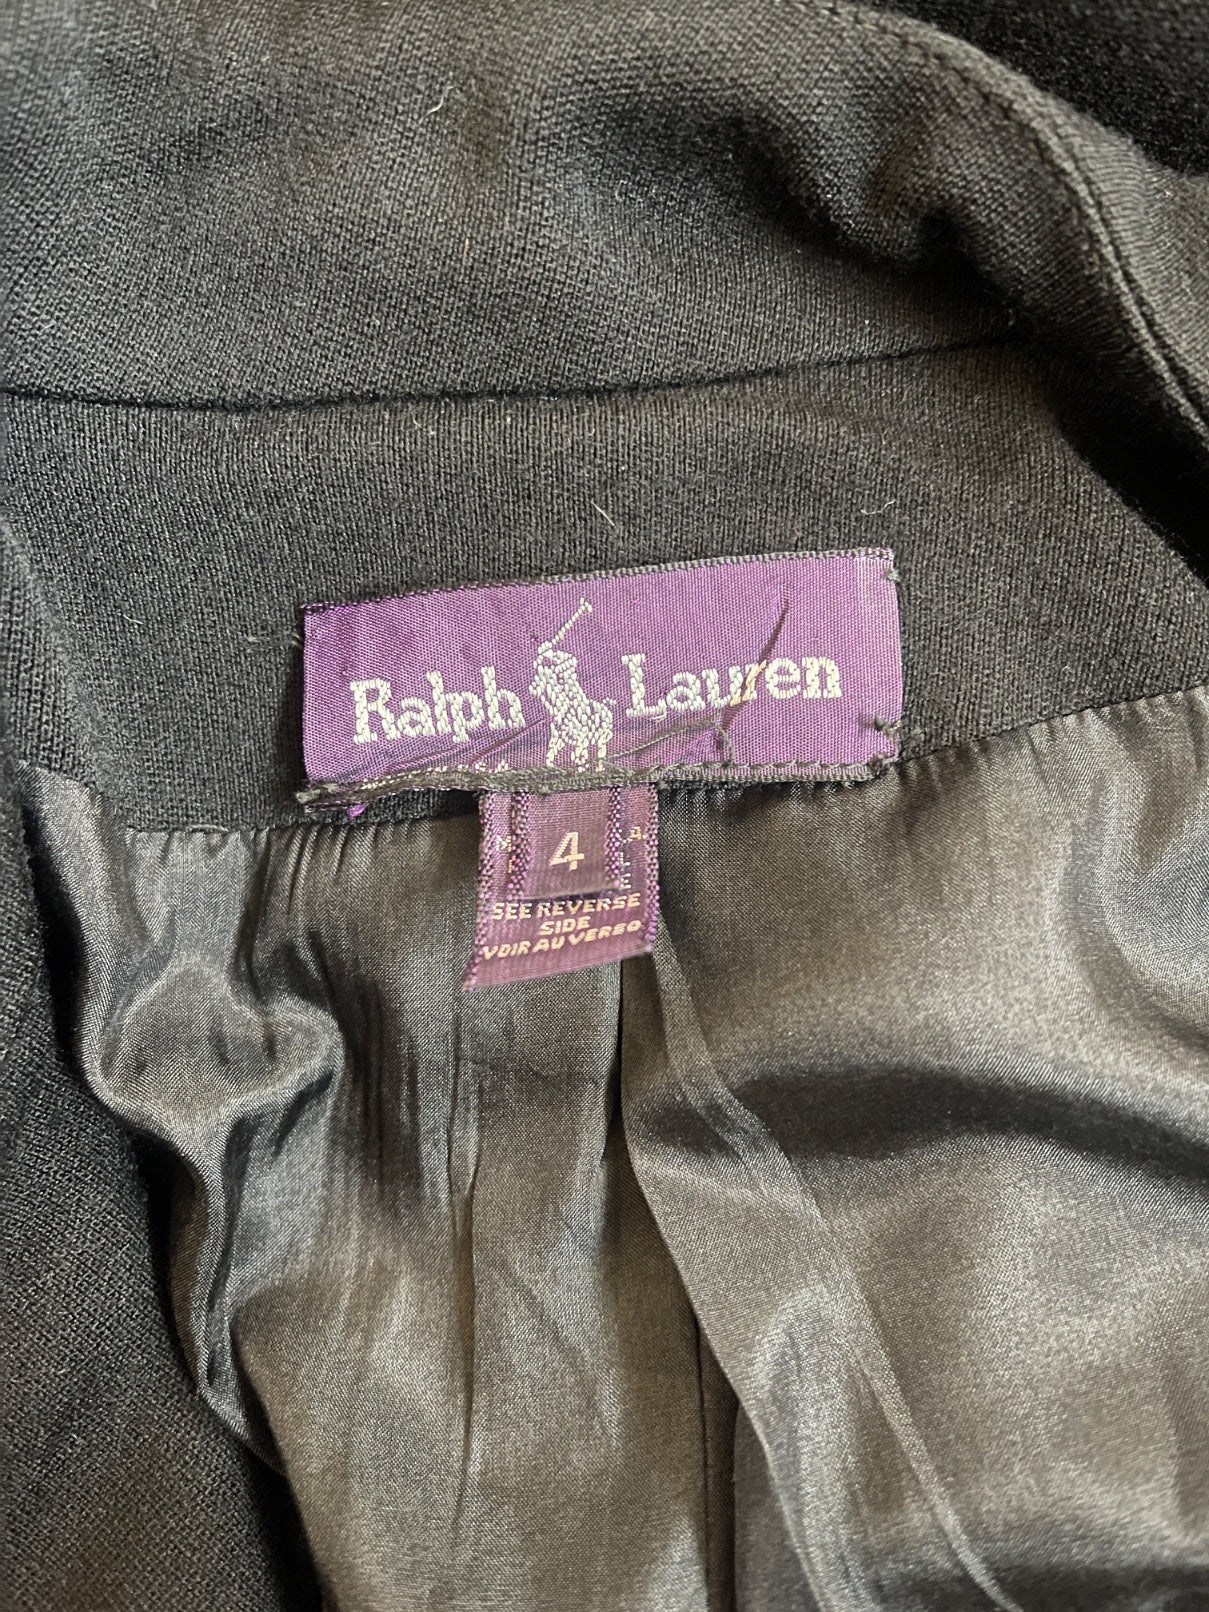 Ralph Lauren
4
SEE REVERSE
SIDE
VOIR AU VERSO